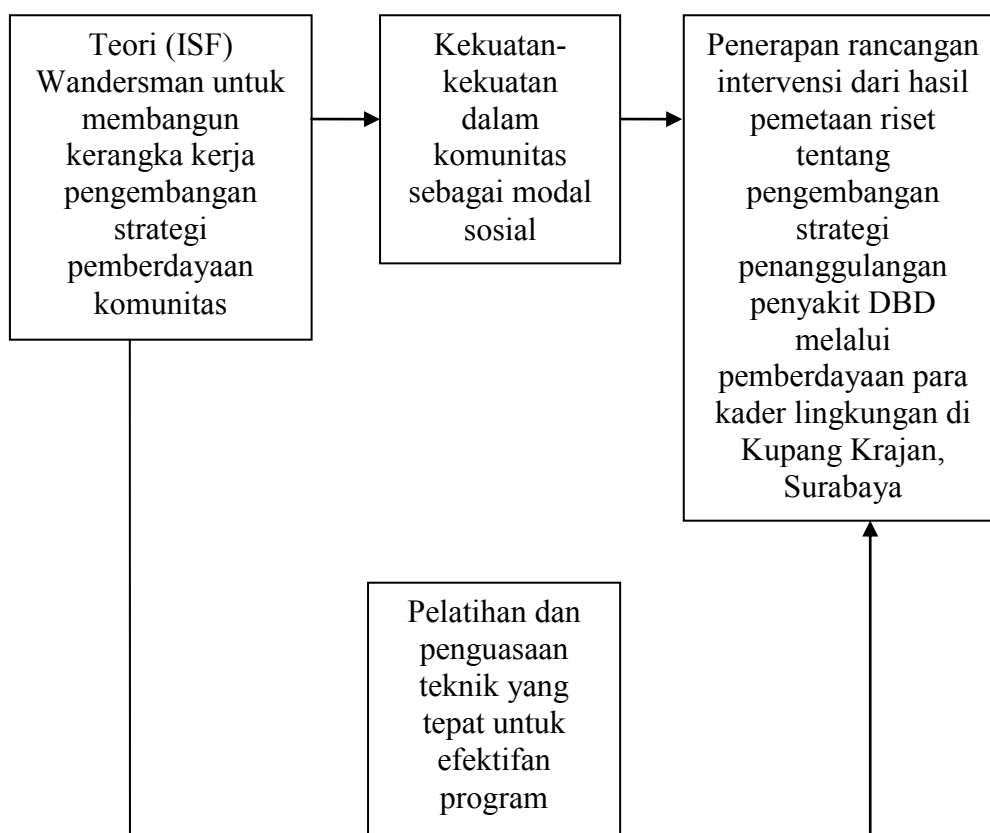 Teori (ISF)
Wandersman untuk
membangun
kerangka kerja
pengembangan
strategi
pemberdayaan
komunitas
Kekuatan-
kekuatan
dalam
komunitas
sebagai modal
sosial
Penerapan rancangan
intervensi dari hasil
pemetaan riset
tentang
pengembangan
strategi
penanggulangan
penyakit DBD
melalui
pemberdayaan para
kader lingkungan di
Kupang Krajan,
Surabaya
Pelatihan dan
penguasaan
teknik yang
tepat untuk
efektifan
program